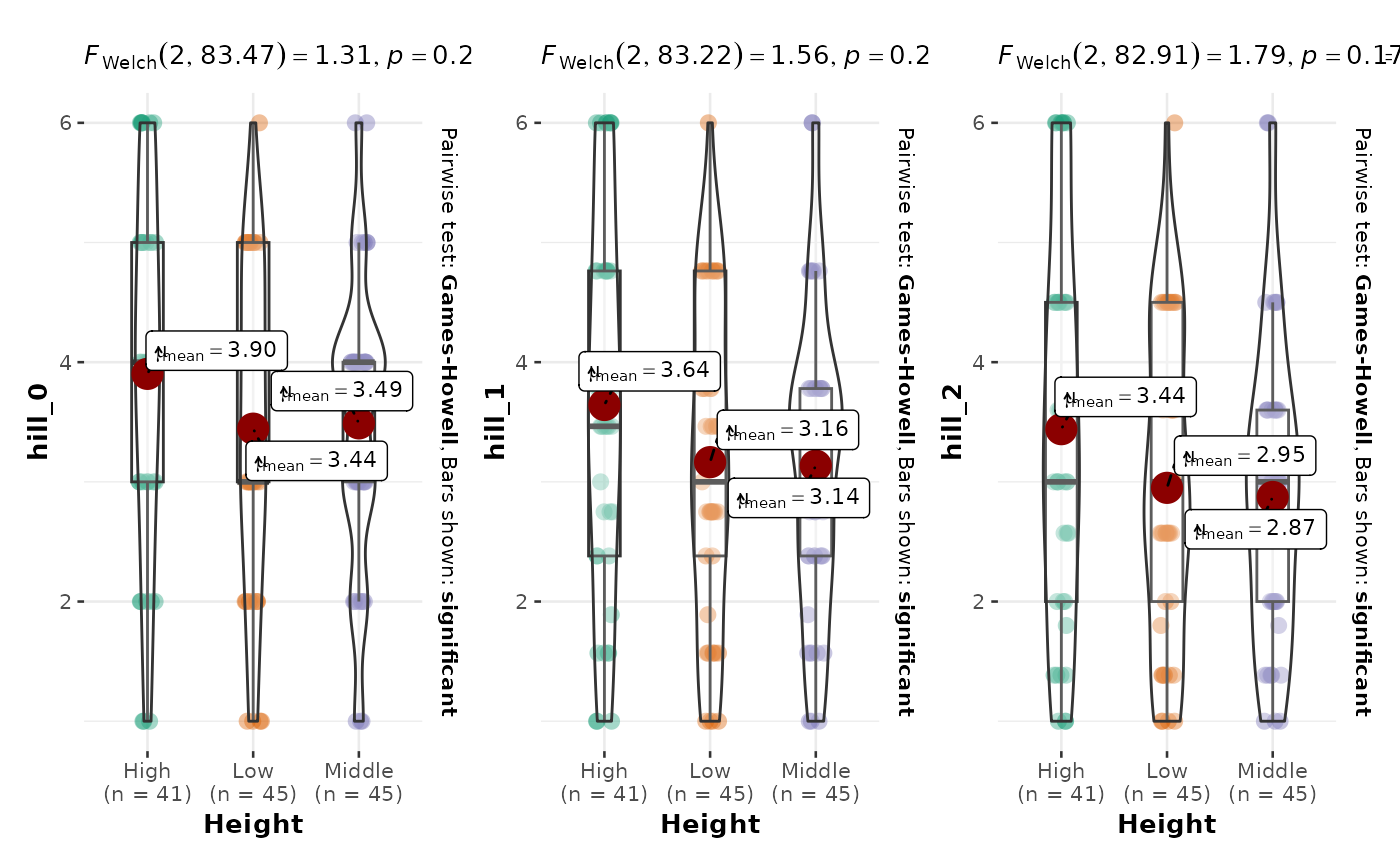 F Welch(2, 83.47) = 1.31, p = 0.2
6
4
2
hill_0
μ̂mean = 3.90
μ̂mean = 3.49
μ̂mean = 3.44
Pairwise test: Games-Howell, Bars shown: significant
High
(n = 41)
Low
(n = 45)
Middle
(n = 45)
Height
F Welch(2, 83.22) = 1.56, p = 0.2
6
4
2
hill_1
μ̂mean = 3.64
μ̂mean = 3.16
μ̂mean = 3.14
Pairwise test: Games-Howell, Bars shown: significant
High
(n = 41)
Low
(n = 45)
Middle
(n = 45)
Height
F Welch(2, 82.91) = 1.79, p = 0.17
6
4
2
hill_2
μ̂mean = 3.44
μ̂mean = 2.95
μ̂mean = 2.87
Pairwise test: Games-Howell, Bars shown: significant
High
(n = 41)
Low
(n = 45)
Middle
(n = 45)
Height